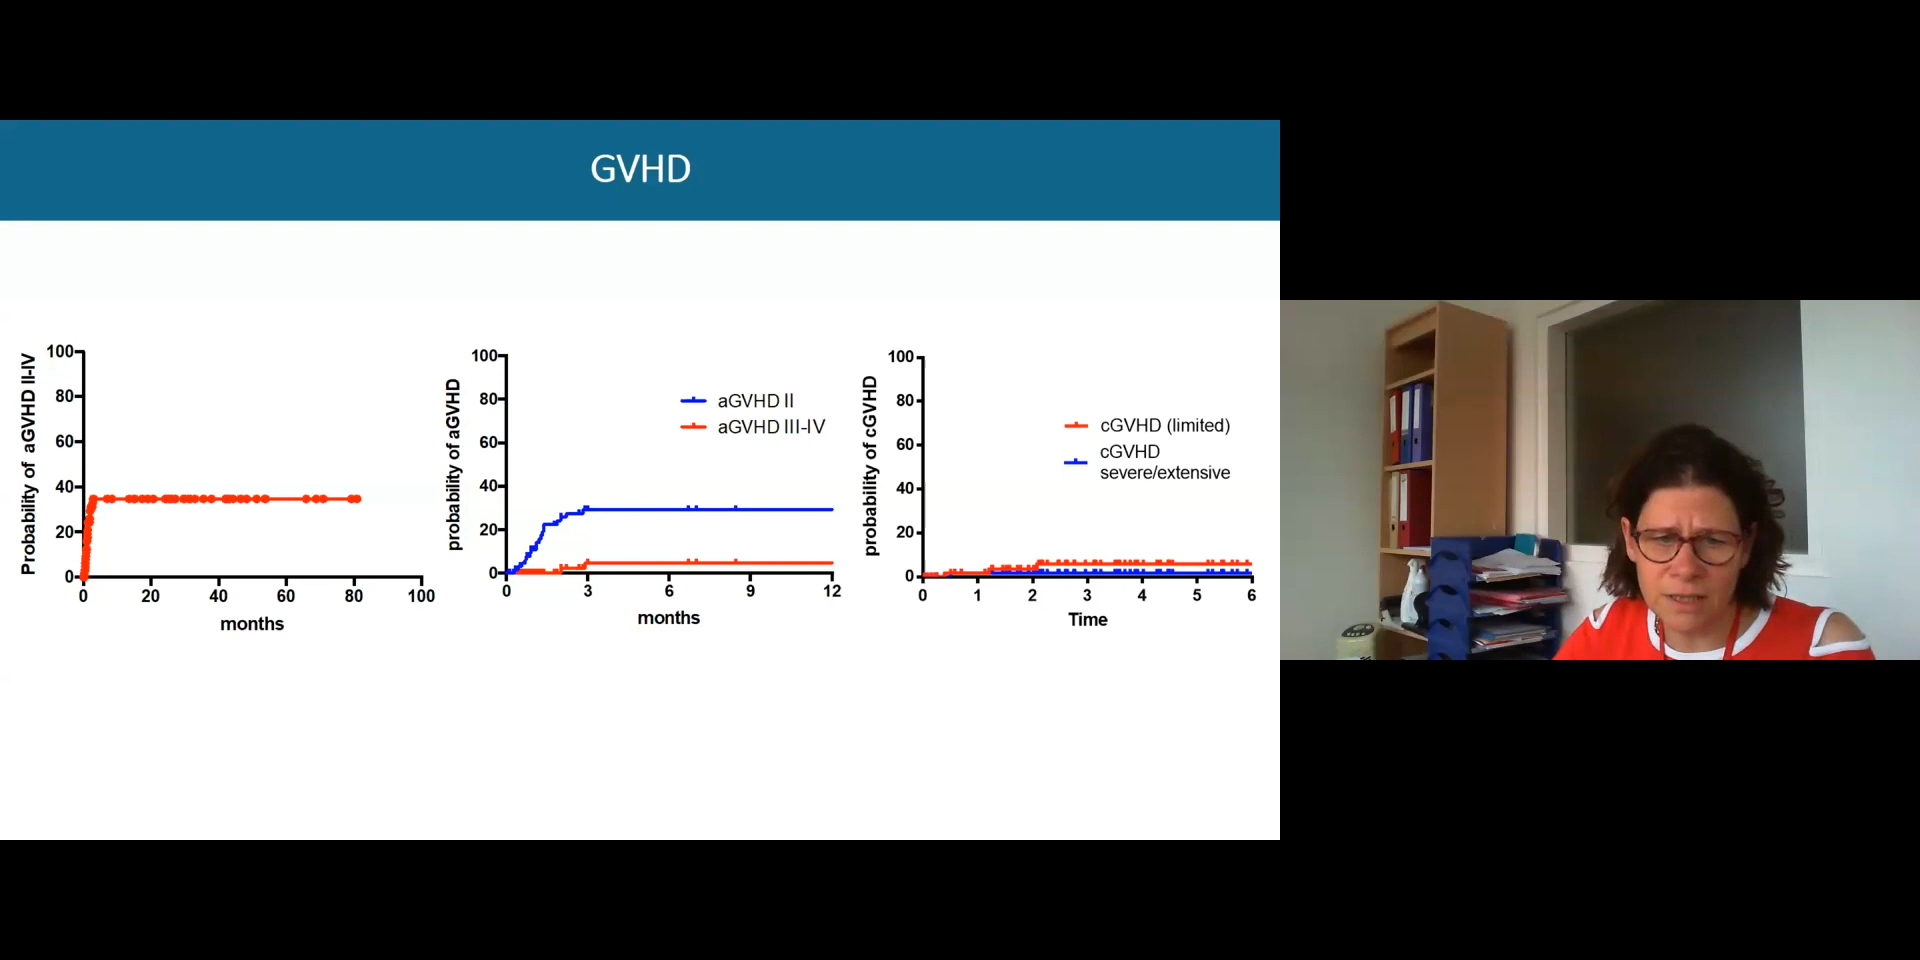 GVHD
Probability of aGVHD II-IV
100
80
60
40
20
0
0 20 40 60 80 100
months
probability of aGVHD
100
80
60
40
20
0
aGVHD II
aGVHD III-IV
0 3 6 9 12
months
probability of cGVHD
100
80
60
40
20
0
cGVHD (limited)
cGVHD
severe/extensive
0 1 2 3 4 5 6
Time